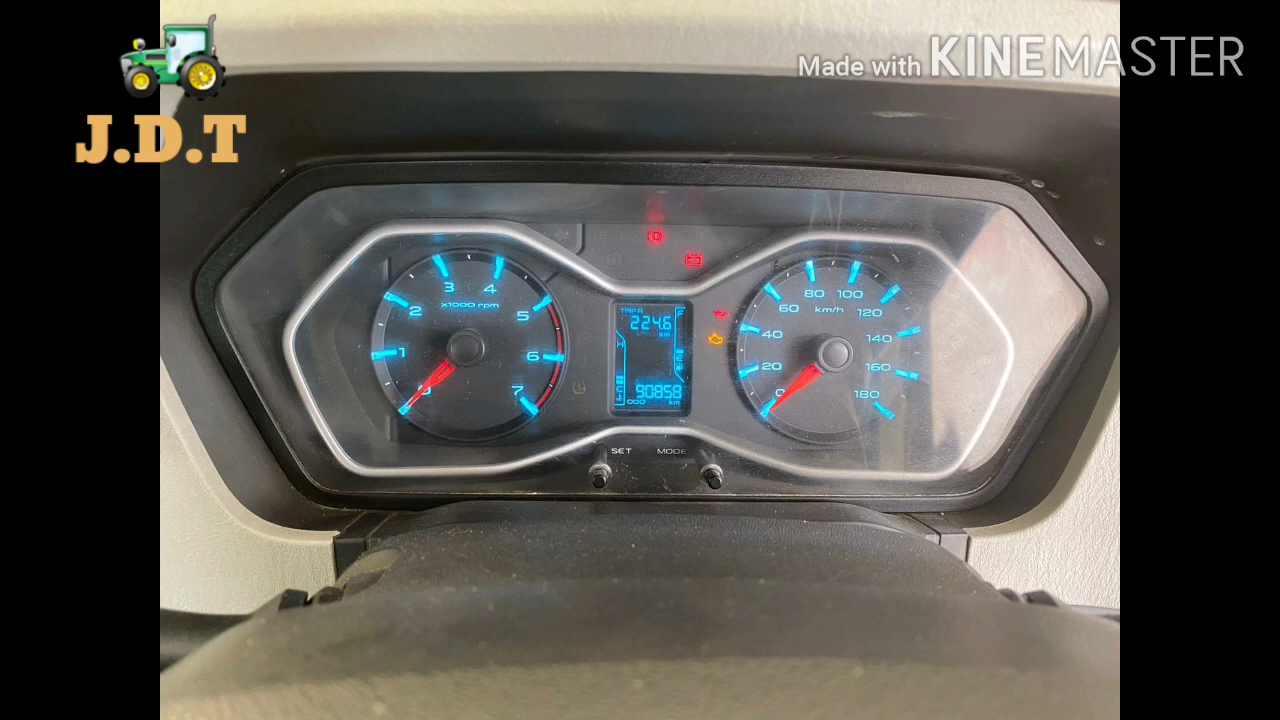 Made with KINEMASTER
J.D.T
3 4
x1000 rpm
2 5
1 6
0 7
TRIP A
224.6
km
F
H
E
C
90858
ODO km
80 100
60 km/h 120
40 140
20 160
0 180
SET MODE